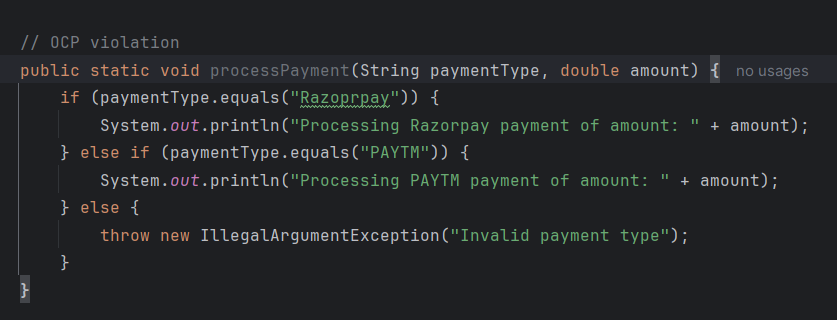 // OCP violation
public static void processPayment(String paymentType, double amount) { no usages
if (paymentType.equals("Razoprpay")) {
System.out.println("Processing Razorpay payment of amount: " + amount);
} else if (paymentType.equals("PAYTM")) {
System.out.println("Processing PAYTM payment of amount: " + amount);
} else {
throw new IllegalArgumentException("Invalid payment type");
}
}